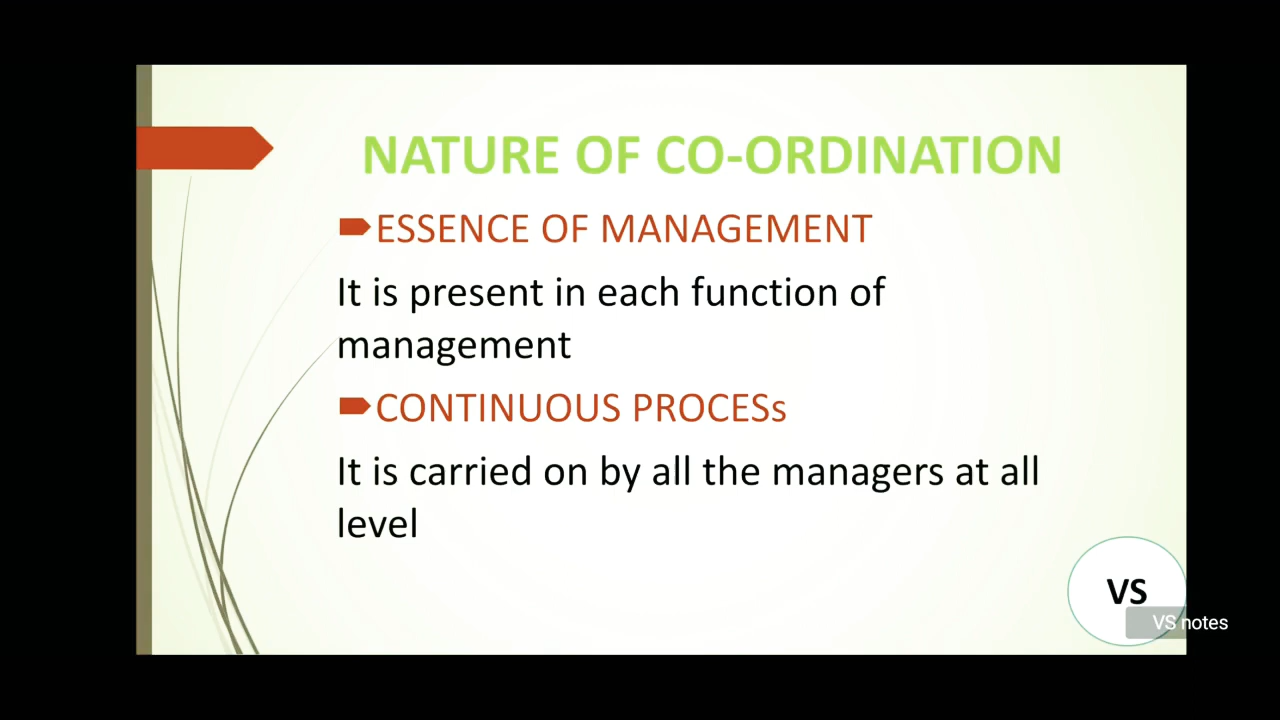 NATURE OF CO-ORDINATION
ESSENCE OF MANAGEMENT
It is present in each function of
management
CONTINUOUS PROCESs
It is carried on by all the managers at all
level
VS
VS notes